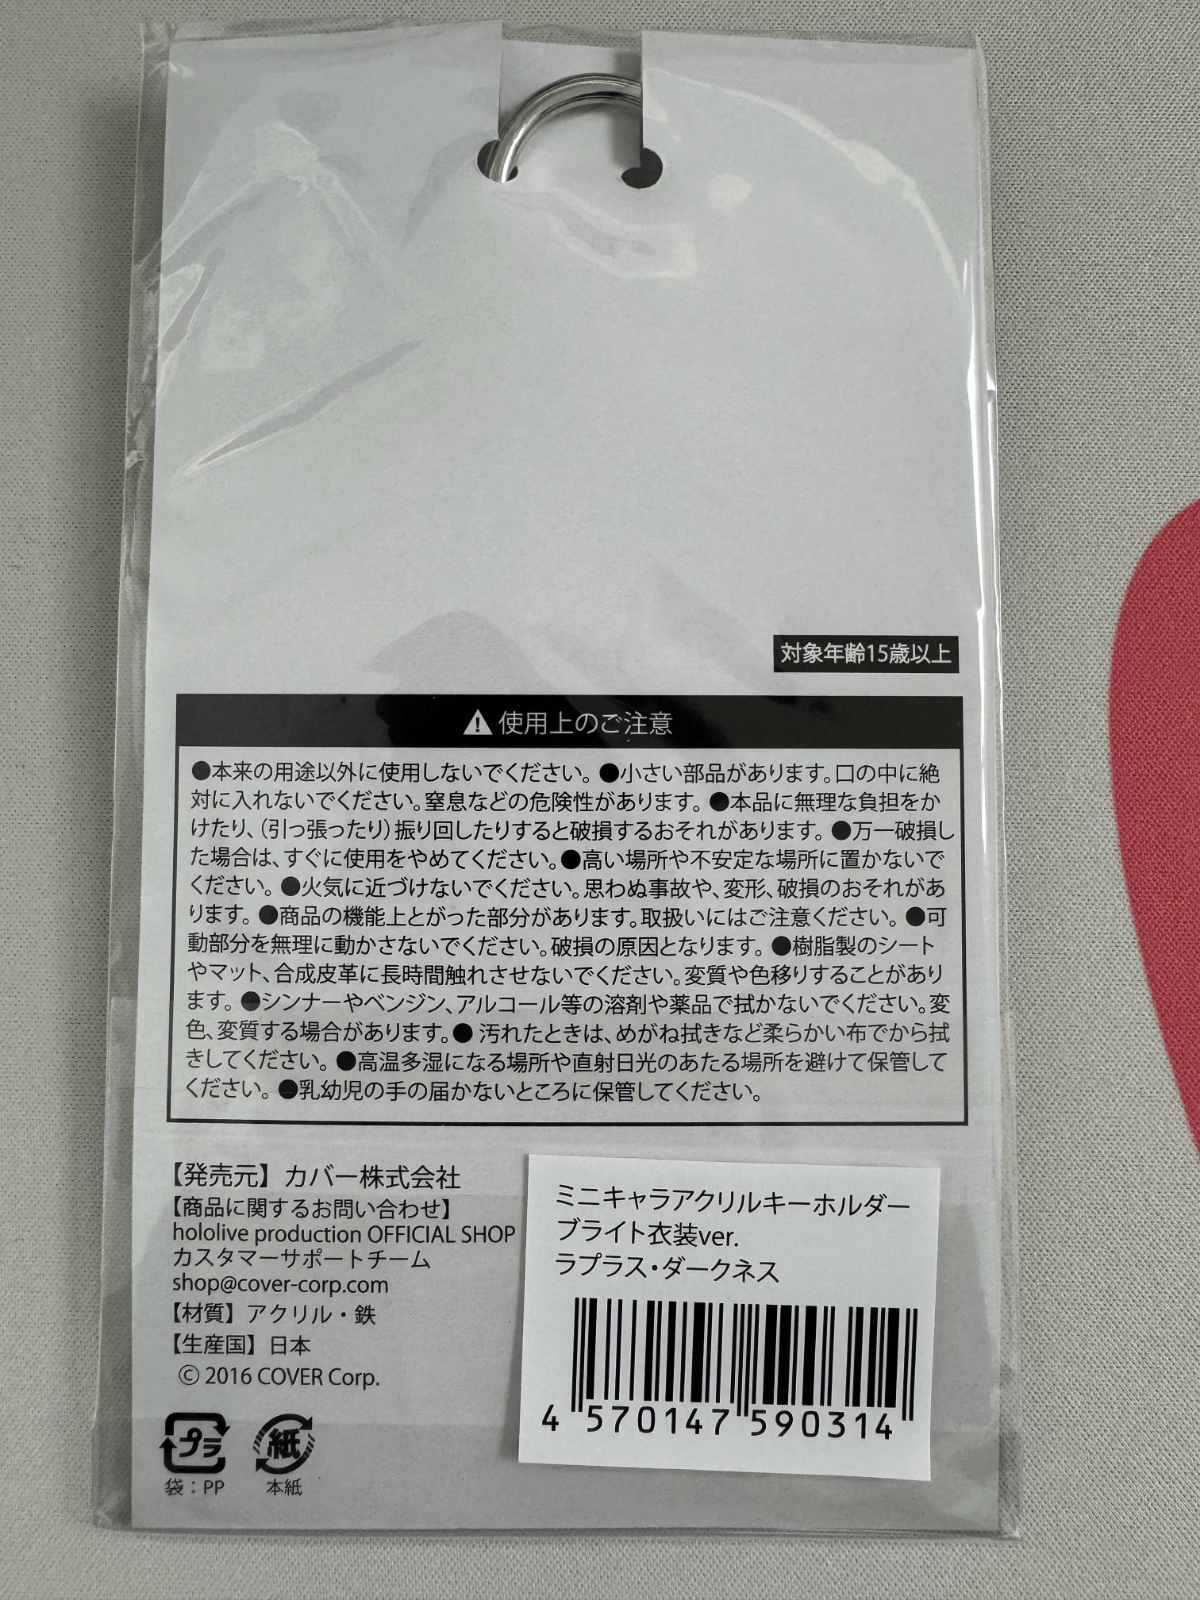 対象年齢15歳以上
⚠使用上のご注意
●本来の用途以外に使用しないでください。●小さい部品があります。口の中に絶
対に入れないでください。窒息などの危険性があります。●本品に無理な負担をか
けたり、(引っ張ったり)振り回したりすると破損するおそれがあります。●万一破損し
た場合は、すぐに使用をやめてください。●高い場所や不安定な場所に置かないで
ください。●火気に近づけないでください。思わぬ事故や、変形、破損のおそれがあ
ります。●商品の機能上とがった部分があります。取扱いにはご注意ください。●可
動部分を無理に動かさないでください。破損の原因となります。●樹脂製のシート
やマット、合成皮革に長時間触れさせないでください。変質や色移りすることがあり
ます。●シンナーやベンジン、アルコール等の溶剤や薬品で拭かないでください。変
色、変質する場合があります。●汚れたときは、めがね拭きなど柔らかい布でから拭
きしてください。●高温多湿になる場所や直射日光のあたる場所を避けて保管して
ください。●乳幼児の手の届かないところに保管してください。
【発売元】カバー株式会社
【商品に関するお問い合わせ】
hololive production OFFICIAL SHOP
カスタマーサポートチーム
shop@cover-corp.com
【材質】アクリル・鉄
【生産国】日本
© 2016 COVER Corp.
プラ
袋：PP
紙
本紙
ミニキャラアクリルキーホルダー
ブライト衣装ver.
ラプラス・ダークネス
4 570147 590314